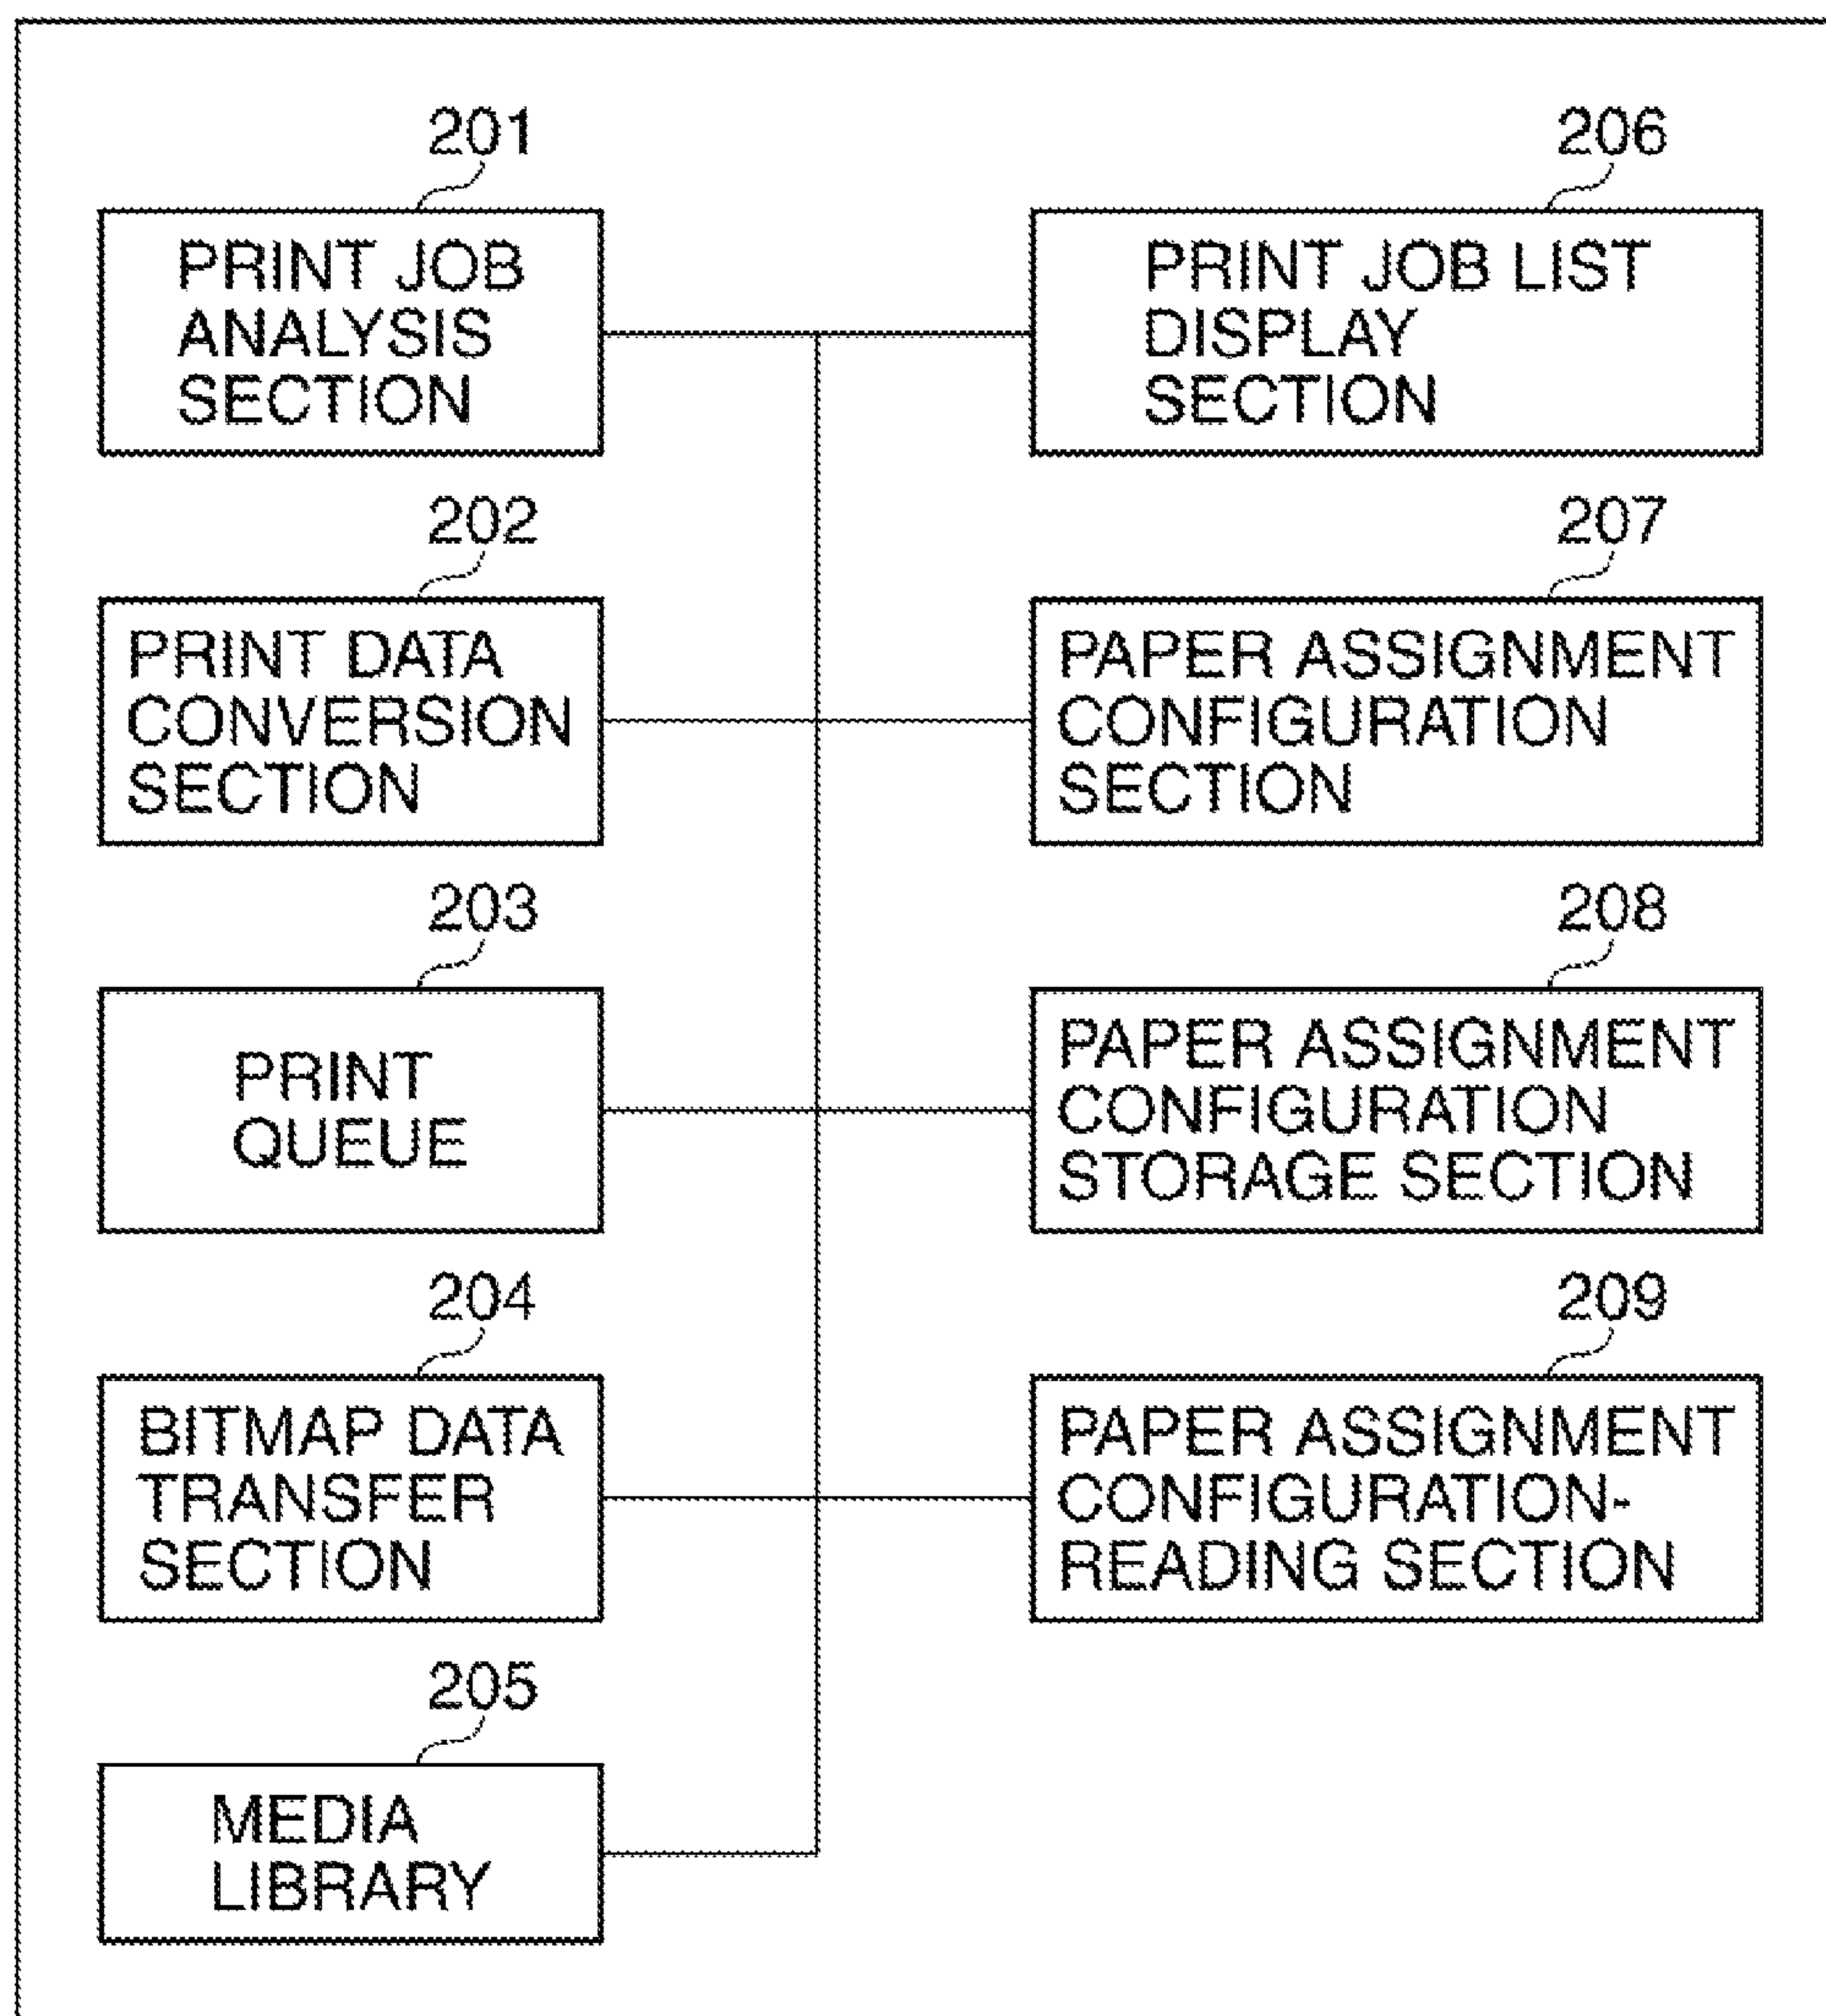 201
PRINT JOB
ANALYSIS
SECTION
202
PRINT DATA
CONVERSION
SECTION
203
PRINT
QUEUE
204
BITMAP DATA
TRANSFER
SECTION
205
MEDIA
LIBRARY
206
PRINT JOB LIST
DISPLAY
SECTION
207
PAPER ASSIGNMENT
CONFIGURATION
SECTION
208
PAPER ASSIGNMENT
CONFIGURATION
STORAGE SECTION
209
PAPER ASSIGNMENT
CONFIGURATION-
READING SECTION